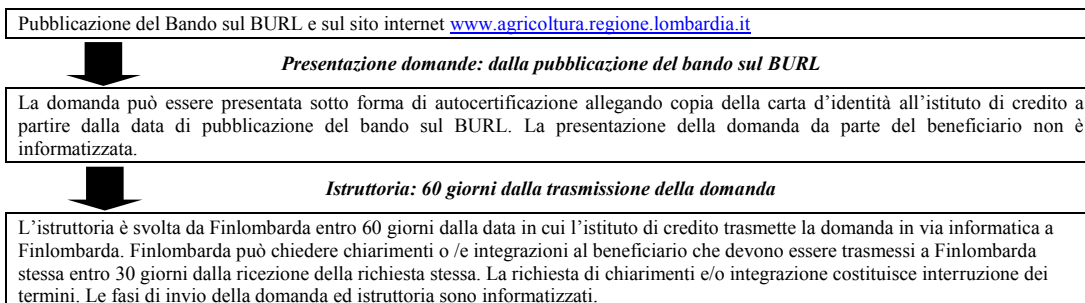 Pubblicazione del Bando sul BURL e sul sito internet www.agricoltura.regione.lombardia.it
Presentazione domande: dalla pubblicazione del bando sul BURL
La domanda può essere presentata sotto forma di autocertificazione allegando copia della carta d’identità all’istituto di credito a
partire dalla data di pubblicazione del bando sul BURL. La presentazione della domanda da parte del beneficiario non è
informatizzata.
Istruttoria: 60 giorni dalla trasmissione della domanda
L’istruttoria è svolta da Finlombarda entro 60 giorni dalla data in cui l’istituto di credito trasmette la domanda in via informatica a
Finlombarda. Finlombarda può chiedere chiarimenti o /e integrazioni al beneficiario che devono essere trasmessi a Finlombarda
stessa entro 30 giorni dalla ricezione della richiesta stessa. La richiesta di chiarimenti e/o integrazione costituisce interruzione dei
termini. Le fasi di invio della domanda ed istruttoria sono informatizzati.